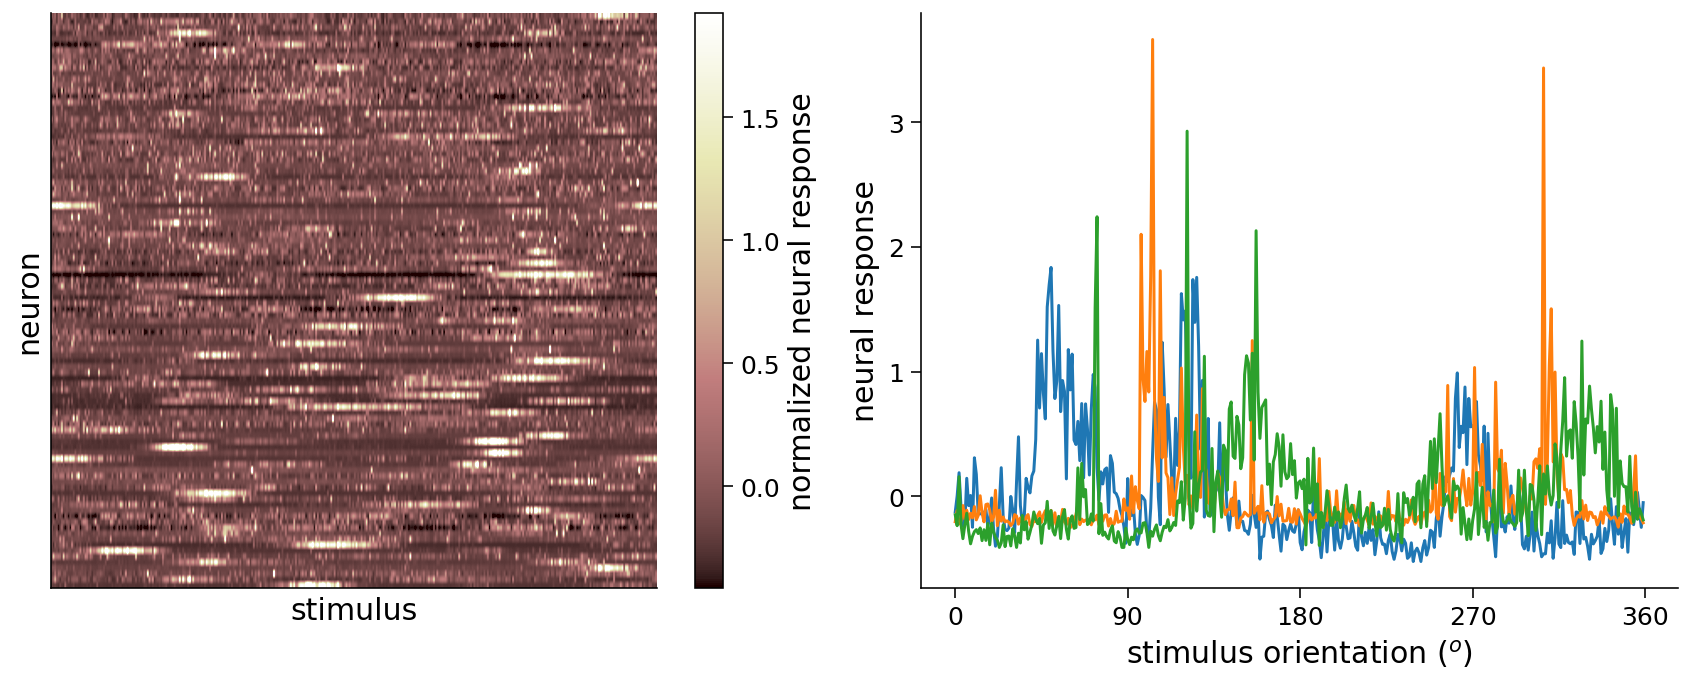 neuron
stimulus
1.5
1.0
0.5
0.0
normalized neural response
neural response
3
2
1
0
0 90 180 270 360
stimulus orientation (o)